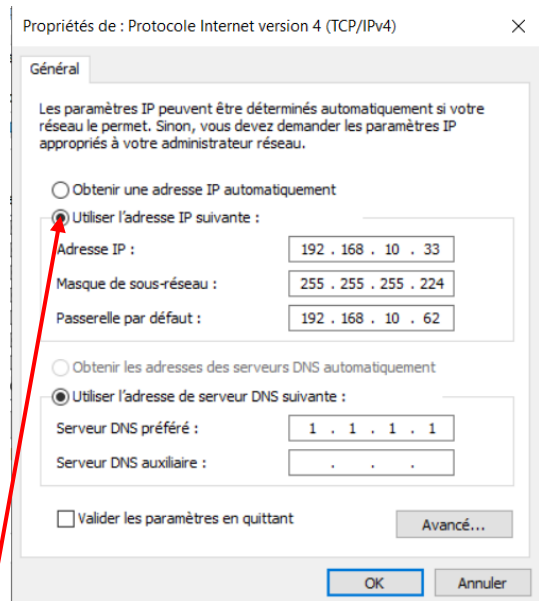 Propriétés de : Protocole Internet version 4 (TCP/IPv4)
Général
Les paramètres IP peuvent être déterminés automatiquement si votre
réseau le permet. Sinon, vous devez demander les paramètres IP
appropriés à votre administrateur réseau.
Obtenir une adresse IP automatiquement
Utiliser l'adresse IP suivante :
Adresse IP : 192 . 168 . 10 . 33
Masque de sous-réseau : 255 . 255 . 255 . 224
Passerelle par défaut : 192 . 168 . 10 . 62
Obtenir les adresses des serveurs DNS automatiquement
Utiliser l'adresse de serveur DNS suivante :
Serveur DNS préféré : 1 . 1 . 1 . 1
Serveur DNS auxiliaire : . . .
Valider les paramètres en quittant
Avancé...
OK Annuler